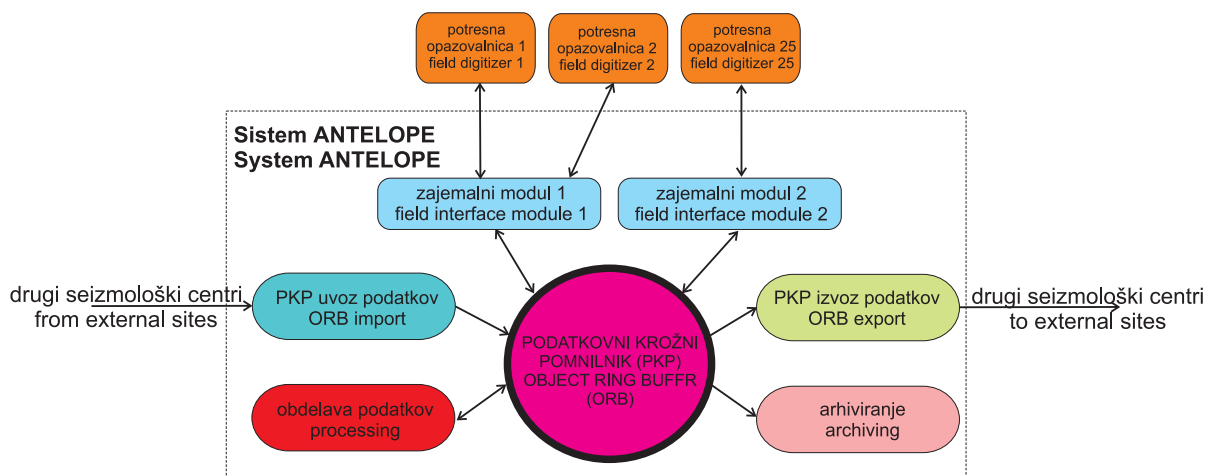 potresna
opazovalnica 1
field digitizer 1
potresna
opazovalnica 2
field digitizer 2
potresna
opazovalnica 25
field digitizer 25
Sistem ANTELOPE
System ANTELOPE
zajemalni modul 1
field interface module 1
zajemalni modul 2
field interface module 2
drugi seizmološki centri
from external sites
PKP uvoz podatkov
ORB import
PODATKOVNI KROŽNI
POMNILNIK (PKP)
OBJECT RING BUFFR
(ORB)
PKP izvoz podatkov
ORB export
drugi seizmološki centri
to external sites
obdelava podatkov
processing
arhiviranje
archiving